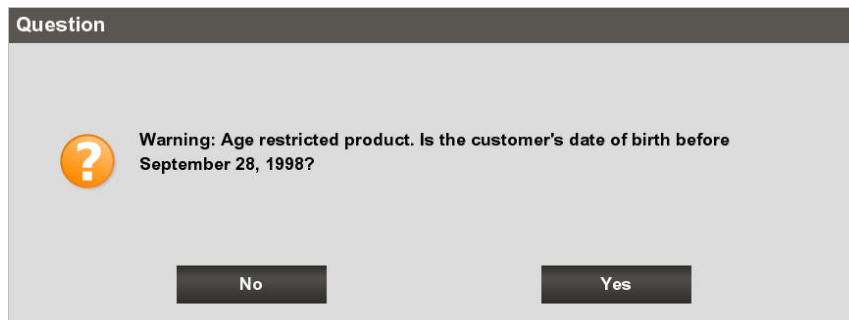 Question
Warning: Age restricted product. Is the customer's date of birth before
September 28, 1998?
No Yes